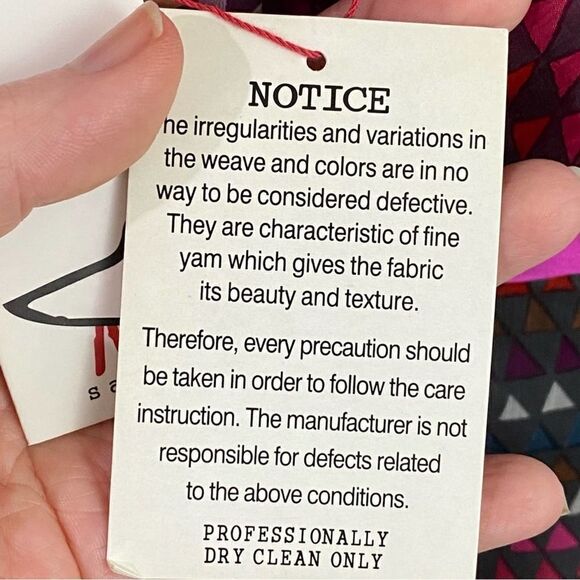 NOTICE
he irregularities and variations in
the weave and colors are in no
way to be considered defective.
They are characteristic of fine
yam which gives the fabric
its beauty and texture.
Therefore, every precaution should
be taken in order to follow the care
instruction. The manufacturer is not
responsible for defects related
to the above conditions.
PROFESSIONALLY
DRY CLEAN ONLY